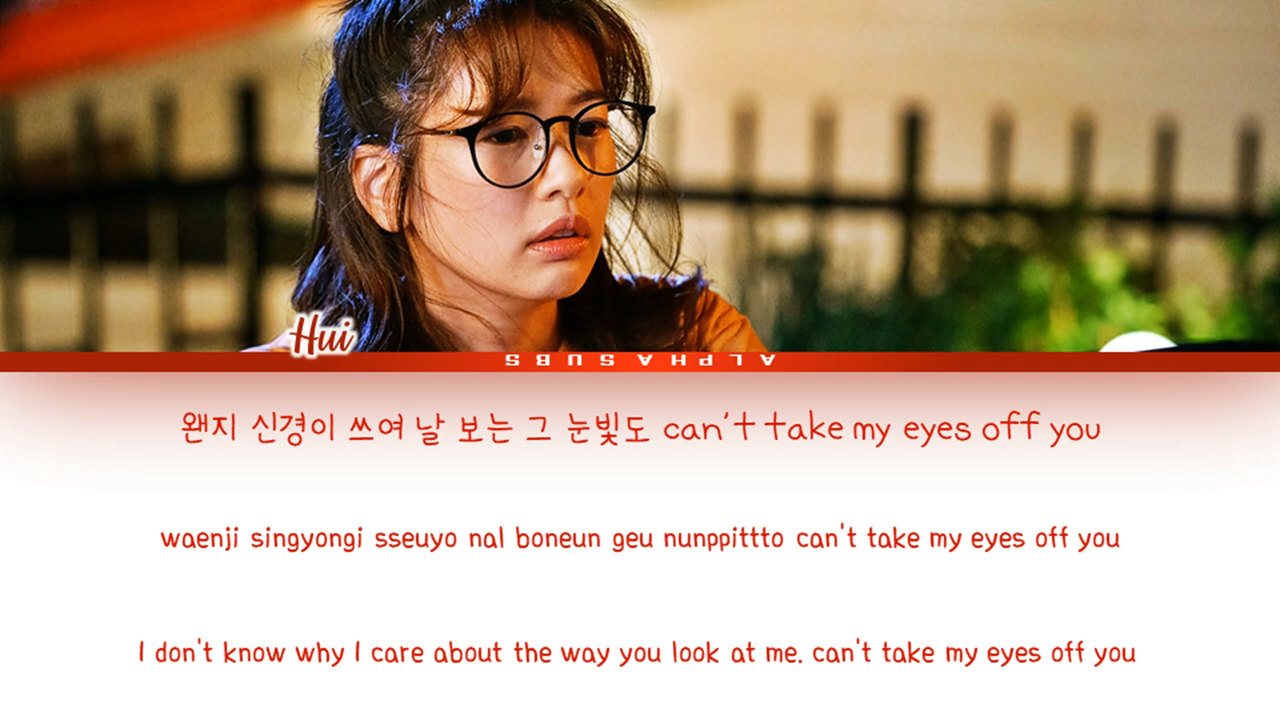 Hui
ALPHASUBS
왠지 신경이 쓰여 날 보는 그 눈빛도 can't take my eyes off you
waenji singyongi sseuyo nal boneun geu nunppittto can't take my eyes off you
I don't know why I care about the way you look at me. can't take my eyes off you